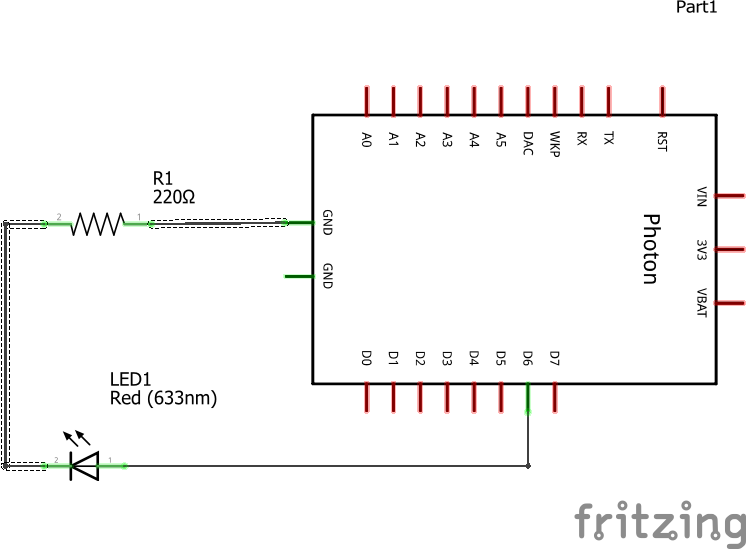 Part1
A0
A1
A2
A3
A4
A5
DAC
WKP
RX
TX
RST
R1
220Ω
2
1
GND
GND
Photon
VIN
3V3
VBAT
D0
D1
D2
D3
D4
D5
D6
D7
LED1
Red (633nm)
2
1
fritzing